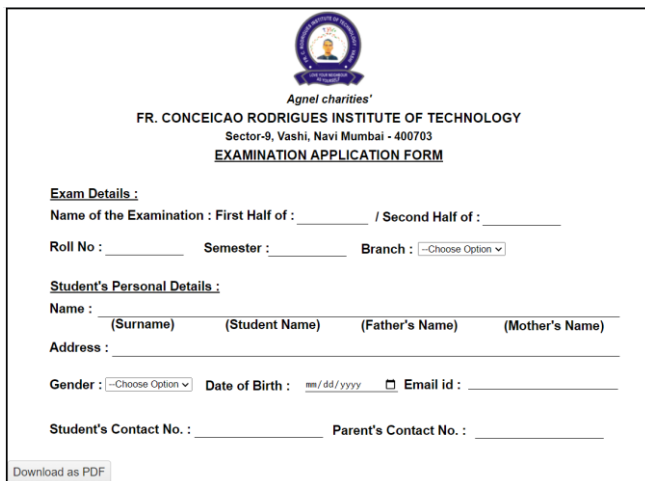 Agnel charities'
FR. CONCEICAO RODRIGUES INSTITUTE OF TECHNOLOGY
Sector-9, Vashi, Navi Mumbai - 400703
EXAMINATION APPLICATION FORM
Exam Details :
Name of the Examination : First Half of : / Second Half of :
Roll No : Semester : Branch : --Choose Option
Student's Personal Details :
Name :
(Surname) (Student Name) (Father's Name) (Mother's Name)
Address :
Gender : --Choose Option Date of Birth : mm/dd/yyyy Email id :
Student's Contact No. : Parent's Contact No. :
Download as PDF